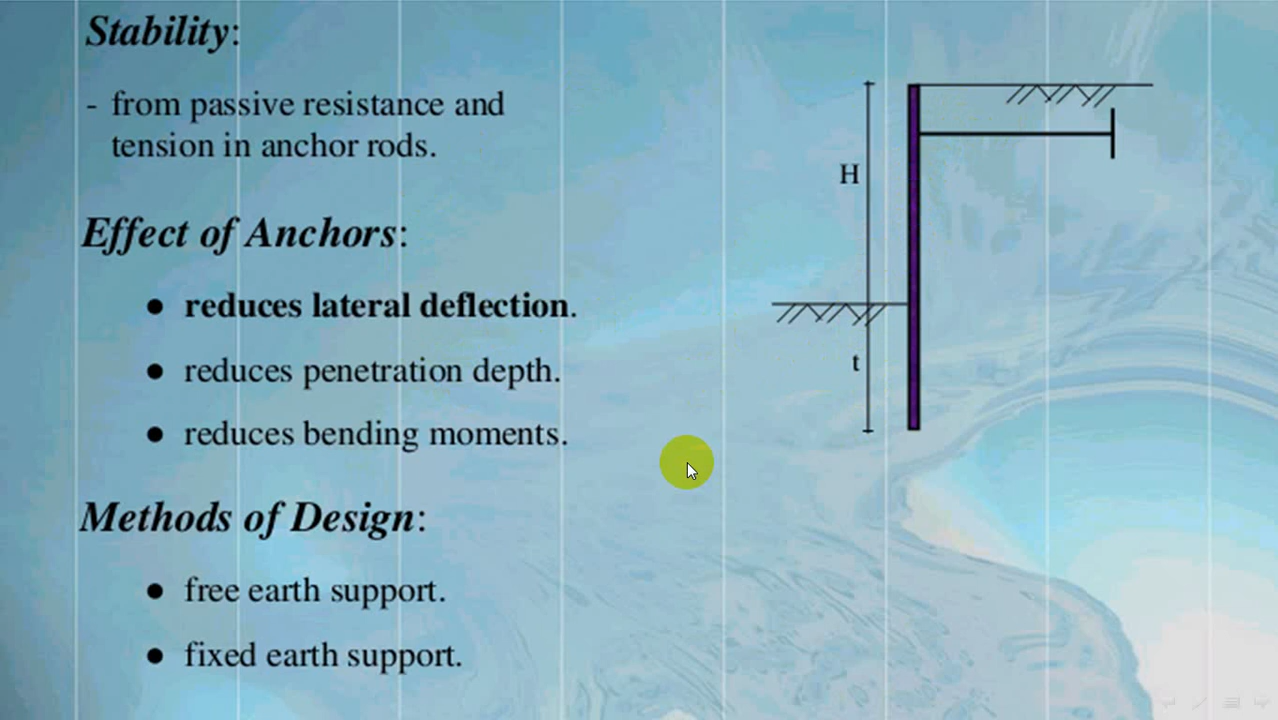 Stability:
- from passive resistance and
tension in anchor rods.
Effect of Anchors:
● reduces lateral deflection.
● reduces penetration depth.
● reduces bending moments.
Methods of Design:
● free earth support.
● fixed earth support.
H
t